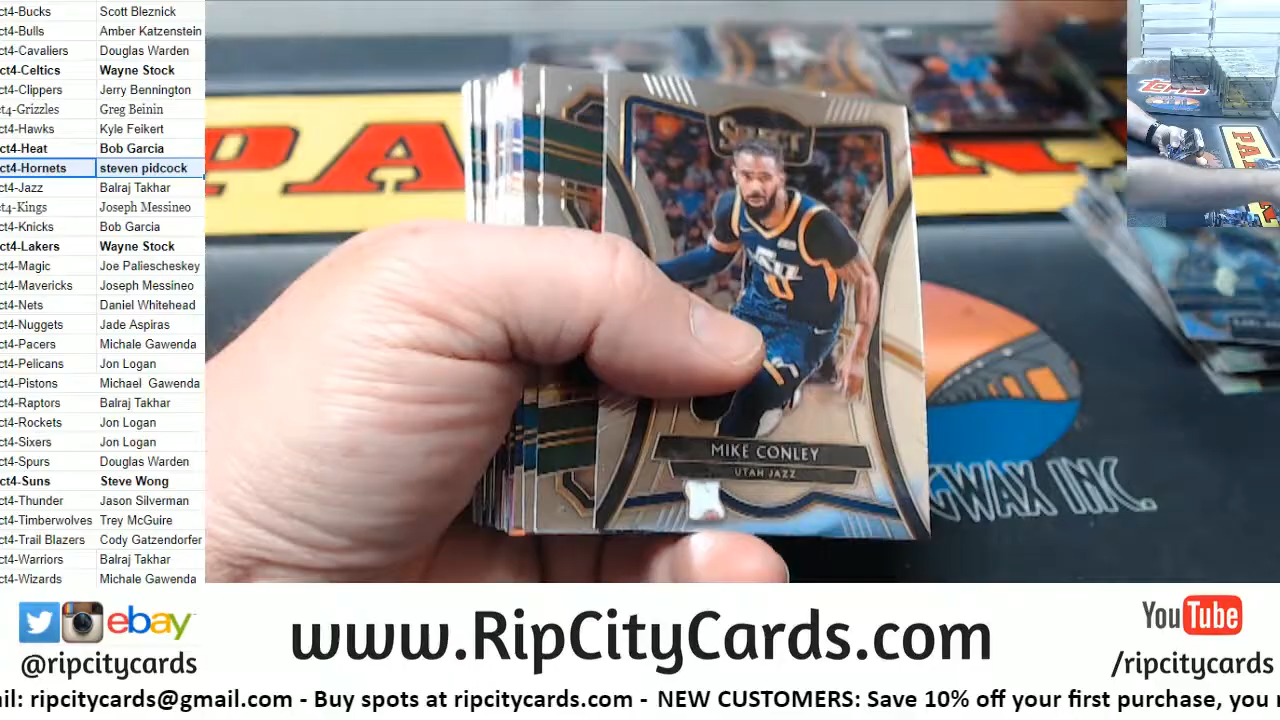 ct4-Bucks Scott Bleznick
ct4-Bulls Amber Katzenstein
ct4-Cavaliers Douglas Warden
ct4-Celtics Wayne Stock
ct4-Clippers Jerry Bennington
ct4-Grizzles Greg Beinin
ct4-Hawks Kyle Feikert
ct4-Heat Bob Garcia
ct4-Hornets steven pidcock
ct4-Jazz Balraj Takhar
ct4-Kings Joseph Messineo
ct4-Knicks Bob Garcia
ct4-Lakers Wayne Stock
ct4-Magic Joe Paliescheskey
ct4-Mavericks Joseph Messineo
ct4-Nets Daniel Whitehead
ct4-Nuggets Jade Aspiras
ct4-Pacers Michale Gawenda
ct4-Pelicans Jon Logan
ct4-Pistons Michael Gawenda
ct4-Raptors Balraj Takhar
ct4-Rockets Jon Logan
ct4-Sixers Jon Logan
ct4-Spurs Douglas Warden
ct4-Suns Steve Wong
ct4-Thunder Jason Silverman
ct4-Timberwolves Trey McGuire
ct4-Trail Blazers Cody Gatzendorfer
ct4-Warriors Balraj Takhar
ct4-Wizards Michale Gawenda
SELECT
MIKE CONLEY
UTAH JAZZ
GWAX INC.
TOPPS
PA
ebay
@ripcitycards
www.RipCityCards.com
YouTube
/ripcitycards
il: ripcitycards@gmail.com - Buy spots at ripcitycards.com - NEW CUSTOMERS: Save 10% off your first purchase, you